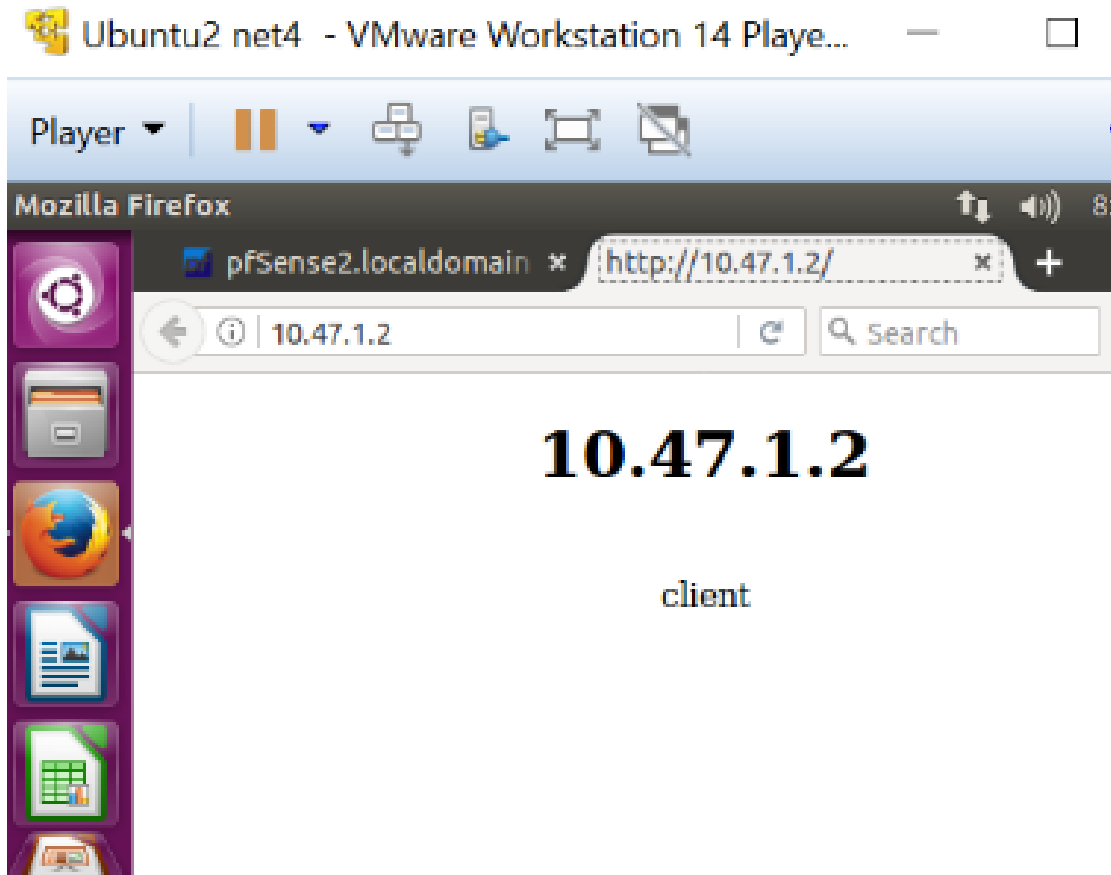 Ubuntu2 net4 - VMware Workstation 14 Playe...
Player
Mozilla Firefox
pfSense2.localdomain
http://10.47.1.2/
10.47.1.2
Search
10.47.1.2
client